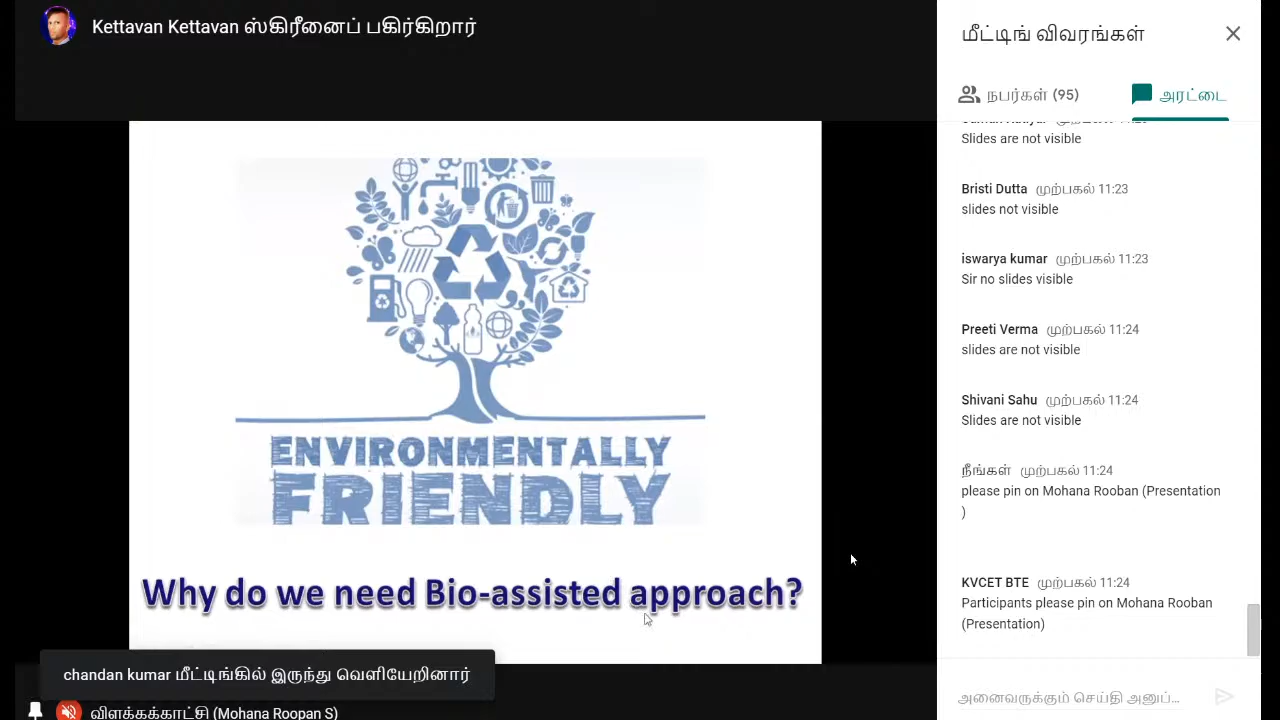 Kettavan Kettavan ஸ்கிரீனைப் பகிர்கிறார்
ENVIRONMENTALLY
FRIENDLY
Why do we need Bio-assisted approach?
chandan kumar மீட்டிங்கில் இருந்து வெளியேறினார்
விளக்கக்காட்சி (Mohana Roopan S)
மீட்டிங் விவரங்கள்
நபர்கள் (95)
அரட்டை
Slides are not visible
Bristi Dutta முற்பகல் 11:23
slides not visible
iswarya kumar முற்பகல் 11:23
Sir no slides visible
Preeti Verma முற்பகல் 11:24
slides are not visible
Shivani Sahu முற்பகல் 11:24
Slides are not visible
நீங்கள் முற்பகல் 11:24
please pin on Mohana Rooban (Presentation
)
KVCET BTE முற்பகல் 11:24
Participants please pin on Mohana Rooban
(Presentation)
அனைவருக்கும் செய்தி அனுப்...